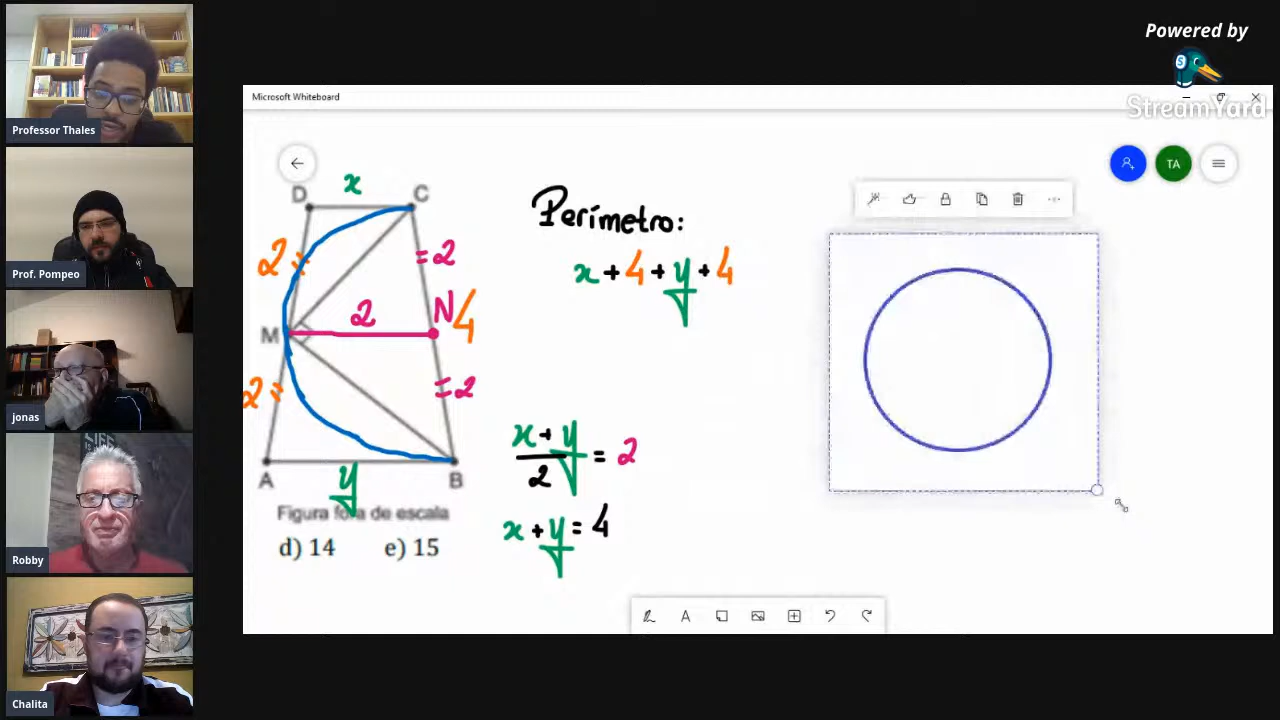 Powered by
StreamYard
Professor Thales
Prof. Pompeo
jonas
Robby
Chalita
Microsoft Whiteboard
TA
D x C
2 = 2
M 2 N 4
2 = 2
A y B
Figura fora de escala
d) 14 e) 15
Perímetro:
x + 4 + y + 4
x + y
2
= 2
x + y = 4
A